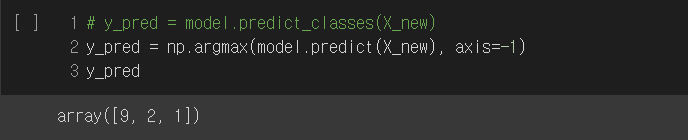 [ ] 1 # y_pred = model.predict_classes(X_new)
2 y_pred = np.argmax(model.predict(X_new), axis=-1)
3 y_pred
array([9, 2, 1])